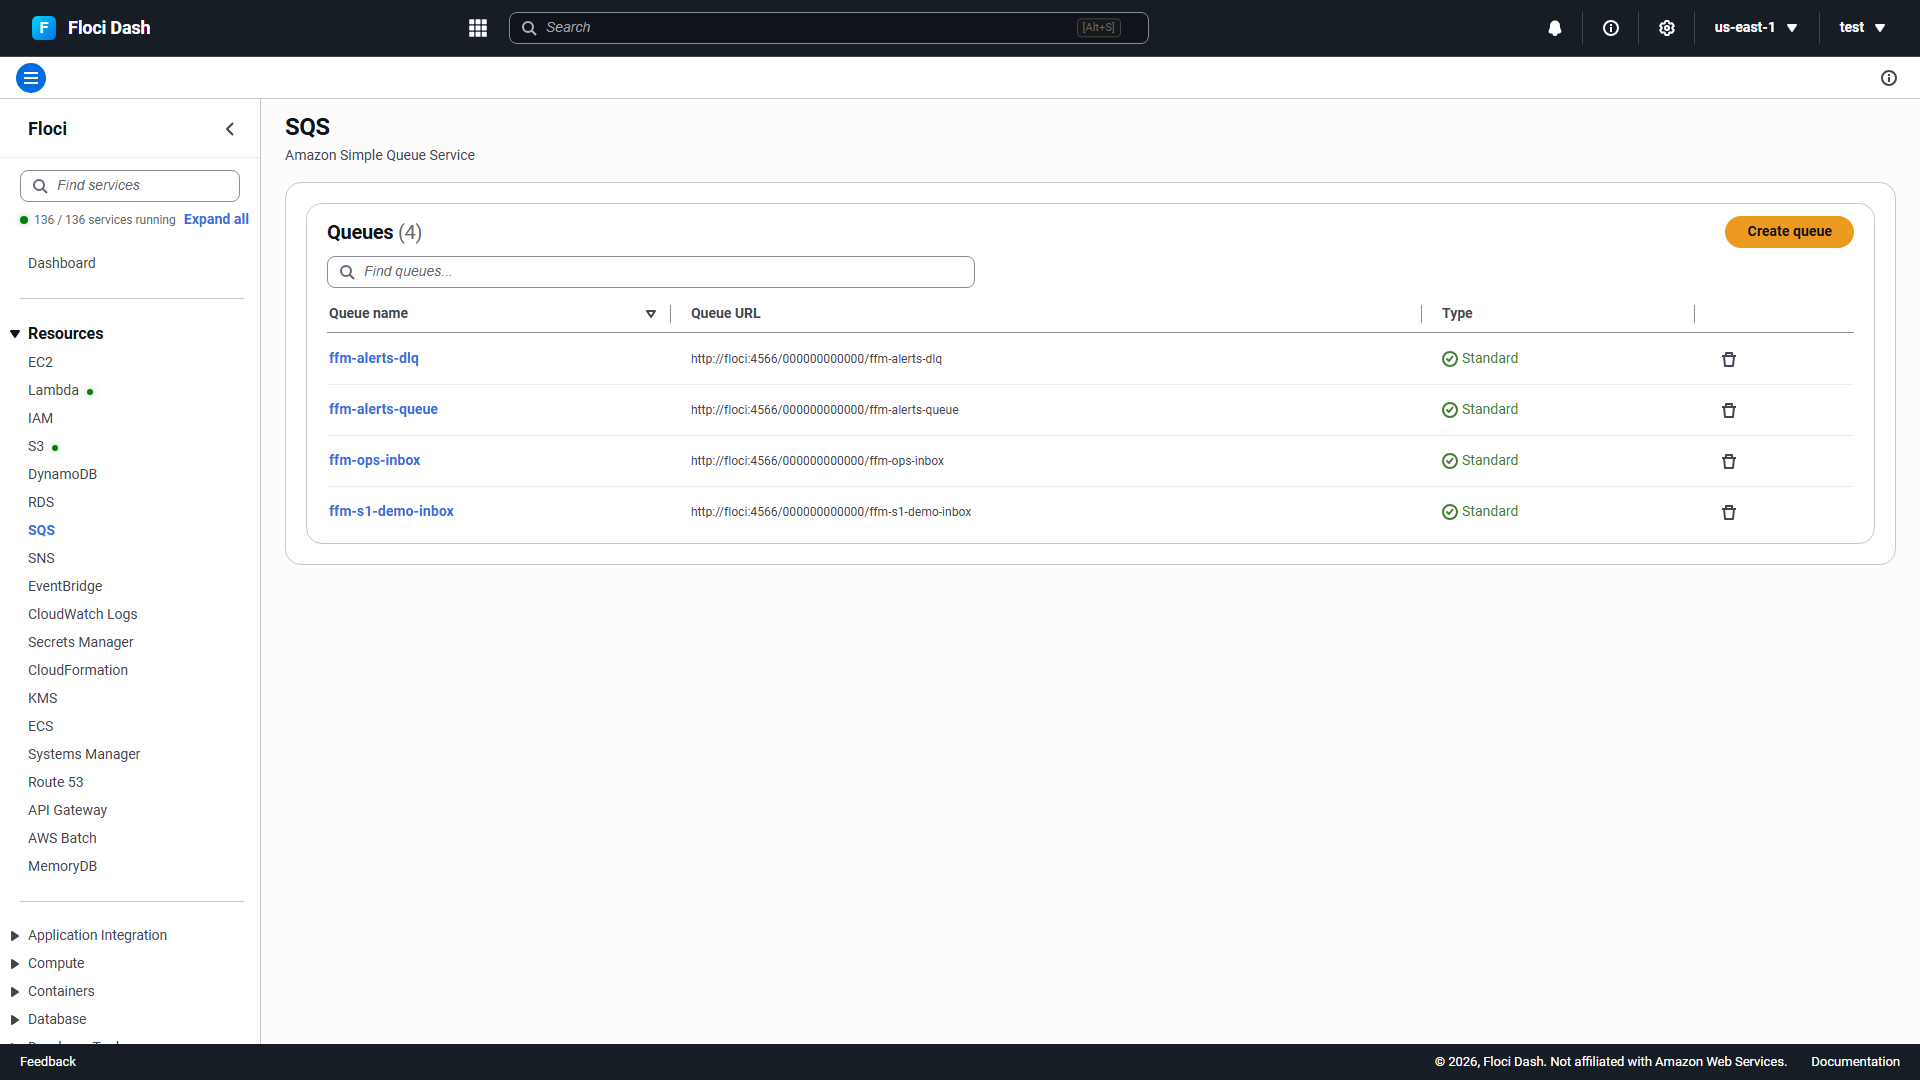 F Floci Dash
Search [Alt+S]
us-east-1
test
Floci
Find services
136 / 136 services running Expand all
Dashboard
Resources
EC2
Lambda
IAM
S3
DynamoDB
RDS
SQS
SNS
EventBridge
CloudWatch Logs
Secrets Manager
CloudFormation
KMS
ECS
Systems Manager
Route 53
API Gateway
AWS Batch
MemoryDB
Application Integration
Compute
Containers
Database
SQS
Amazon Simple Queue Service
Queues (4)
Create queue
Find queues...
Queue name Queue URL Type
ffm-alerts-dlq http://floci:4566/000000000000/ffm-alerts-dlq Standard
ffm-alerts-queue http://floci:4566/000000000000/ffm-alerts-queue Standard
ffm-ops-inbox http://floci:4566/000000000000/ffm-ops-inbox Standard
ffm-s1-demo-inbox http://floci:4566/000000000000/ffm-s1-demo-inbox Standard
Feedback
© 2026, Floci Dash. Not affiliated with Amazon Web Services. Documentation